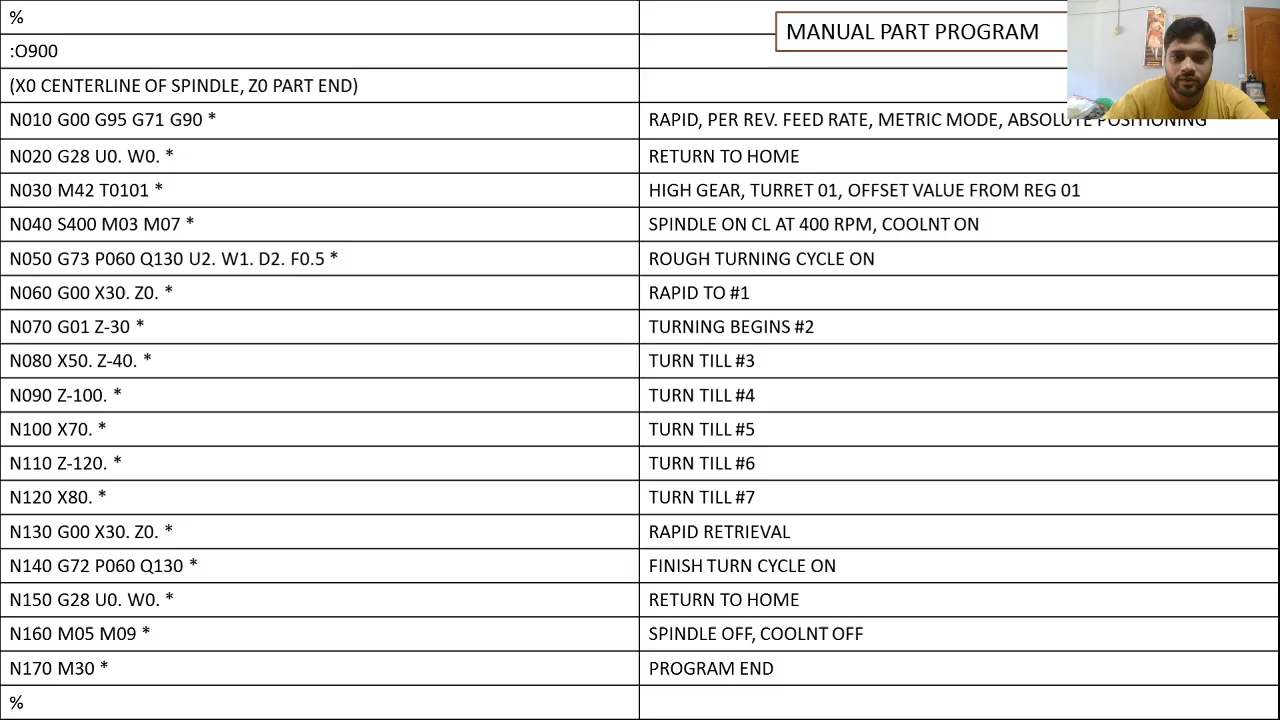 %
MANUAL PART PROGRAM
:O900
(X0 CENTERLINE OF SPINDLE, Z0 PART END)
N010 G00 G95 G71 G90 * RAPID, PER REV. FEED RATE, METRIC MODE, ABSOLUTE POSITIONING
N020 G28 U0. W0. * RETURN TO HOME
N030 M42 T0101 * HIGH GEAR, TURRET 01, OFFSET VALUE FROM REG 01
N040 S400 M03 M07 * SPINDLE ON CL AT 400 RPM, COOLNT ON
N050 G73 P060 Q130 U2. W1. D2. F0.5 * ROUGH TURNING CYCLE ON
N060 G00 X30. Z0. * RAPID TO #1
N070 G01 Z-30 * TURNING BEGINS #2
N080 X50. Z-40. * TURN TILL #3
N090 Z-100. * TURN TILL #4
N100 X70. * TURN TILL #5
N110 Z-120. * TURN TILL #6
N120 X80. * TURN TILL #7
N130 G00 X30. Z0. * RAPID RETRIEVAL
N140 G72 P060 Q130 * FINISH TURN CYCLE ON
N150 G28 U0. W0. * RETURN TO HOME
N160 M05 M09 * SPINDLE OFF, COOLNT OFF
N170 M30 * PROGRAM END
%